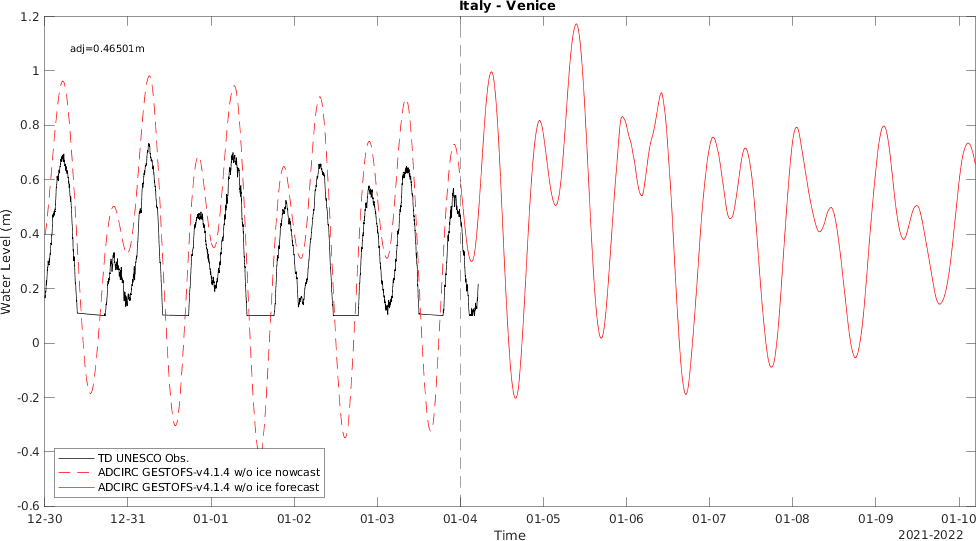 Italy - Venice
adj=0.46501m
1.2
1
0.8
0.6
0.4
0.2
0
-0.2
-0.4
-0.6
Water Level (m)
TD UNESCO Obs.
ADCIRC GESTOFS-v4.1.4 w/o ice nowcast
ADCIRC GESTOFS-v4.1.4 w/o ice forecast
12-30 12-31 01-01 01-02 01-03 01-04 01-05 01-06 01-07 01-08 01-09 01-10
Time
2021-2022